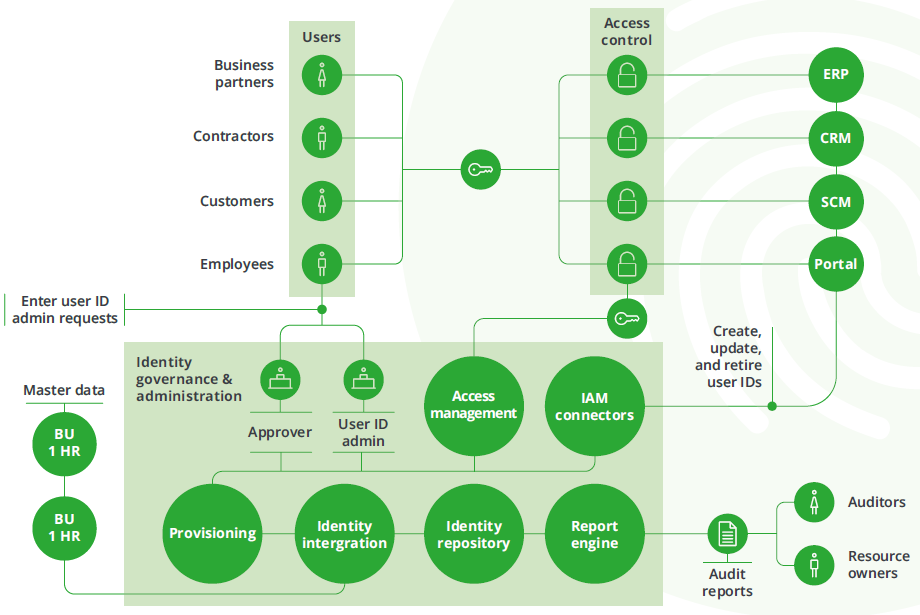 Users
Access
control
Business
partners
Contractors
Customers
Employees
ERP
CRM
SCM
Portal
Enter user ID
admin requests
Create,
update,
and retire
user IDs
Identity
governance &
administration
Master data
BU
1 HR
BU
1 HR
Approver
User ID
admin
Access
management
IAM
connectors
Provisioning
Identity
intergration
Identity
repository
Report
engine
Audit
reports
Auditors
Resource
owners